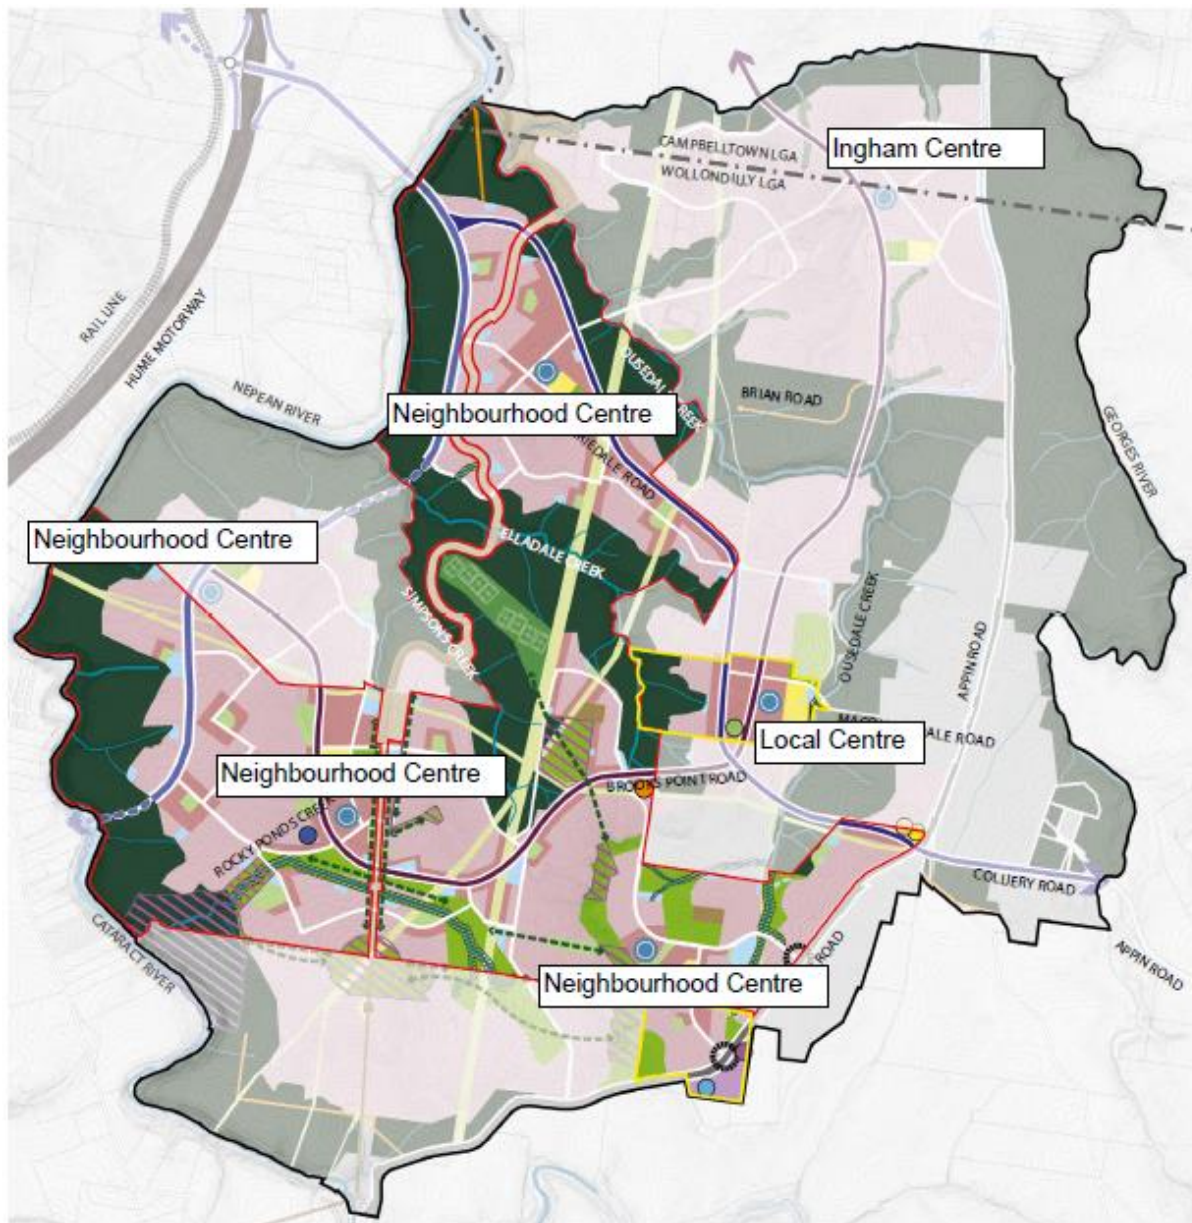 CAMPBELLTOWN LGA
Ingham Centre
WOLLONDILLY LGA
RAIL LINE
HUME MOTORWAY
NEPEAN RIVER
BRIAN ROAD
GEORGES RIVER
Neighbourhood Centre
Neighbourhood Centre
ELLADALE CREEK
SIMPSONS CREEK
OUSEDALE CREEK
APPIN ROAD
Local Centre
Neighbourhood Centre
BROOKS POINT ROAD
ROCKY PONDS CREEK
COLLIERY ROAD
CATARACT RIVER
APPIN ROAD
ROAD
Neighbourhood Centre